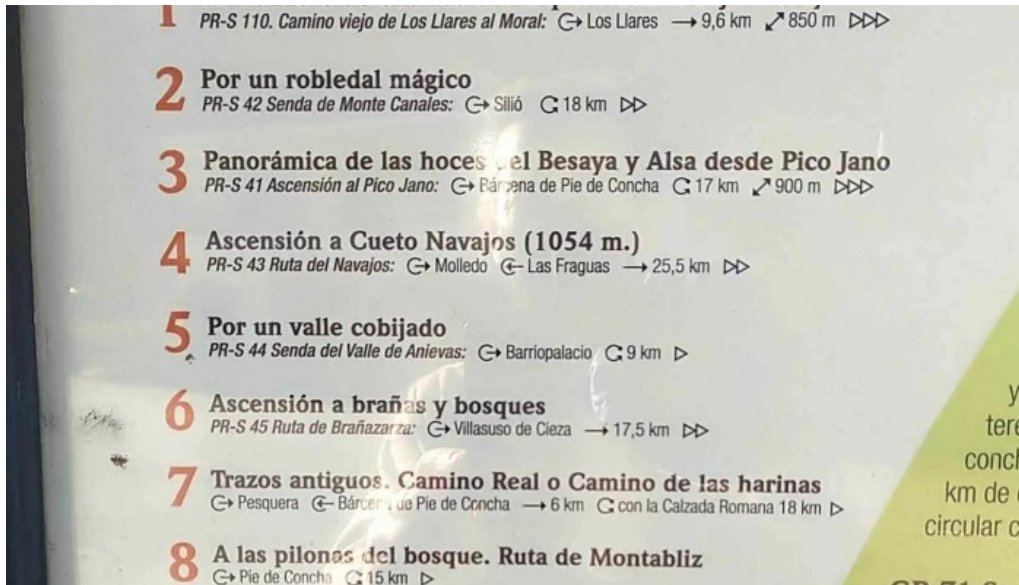 1
PR-S 110. Camino viejo de Los Llares al Moral: Los Llares → 9,6 km ↗ 850 m ▷▷▷
2 Por un robledal mágico
PR-S 42 Senda de Monte Canales: Silió 18 km ▷▷
3 Panorámica de las hoces del Besaya y Alsa desde Pico Jano
PR-S 41 Ascensión al Pico Jano: Bárcena de Pie de Concha 17 km ↗ 900 m ▷▷▷
4 Ascensión a Cueto Navajos (1054 m.)
PR-S 43 Ruta del Navajos: Molledo Las Fraguas → 25,5 km ▷▷
5 Por un valle cobijado
PR-S 44 Senda del Valle de Anievas: Barriopalacio 9 km ▷
6 Ascensión a brañas y bosques
PR-S 45 Ruta de Brañazarza: Villasuso de Cieza → 17,5 km ▷▷
7 Trazos antiguos. Camino Real o Camino de las harinas
Pesquera Bárcena de Pie de Concha → 6 km con la Calzada Romana 18 km ▷
8 A las pilonas del bosque. Ruta de Montabliz
Pie de Concha 15 km ▷
y
tere
conch
km de
circular c